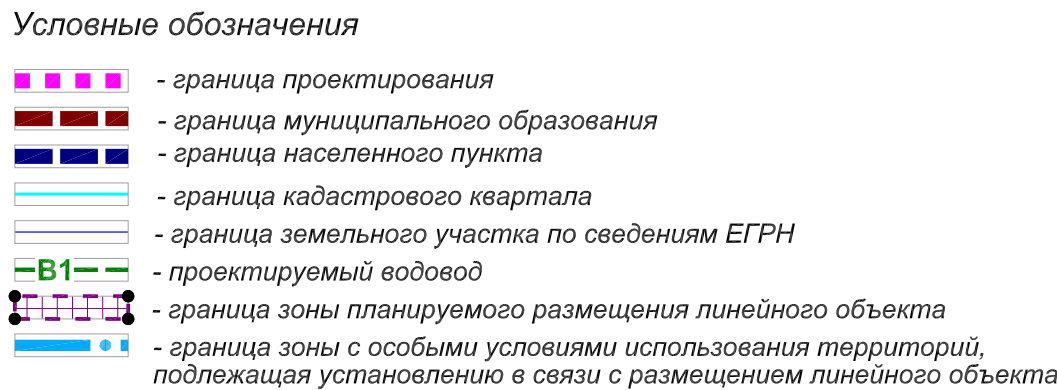 Условные обозначения
- граница проектирования
- граница муниципального образования
- граница населенного пункта
- граница кадастрового квартала
- граница земельного участка по сведениям ЕГРН
В1 - проектируемый водовод
- граница зоны планируемого размещения линейного объекта
- граница зоны с особыми условиями использования территорий,
подлежащая установлению в связи с размещением линейного объекта